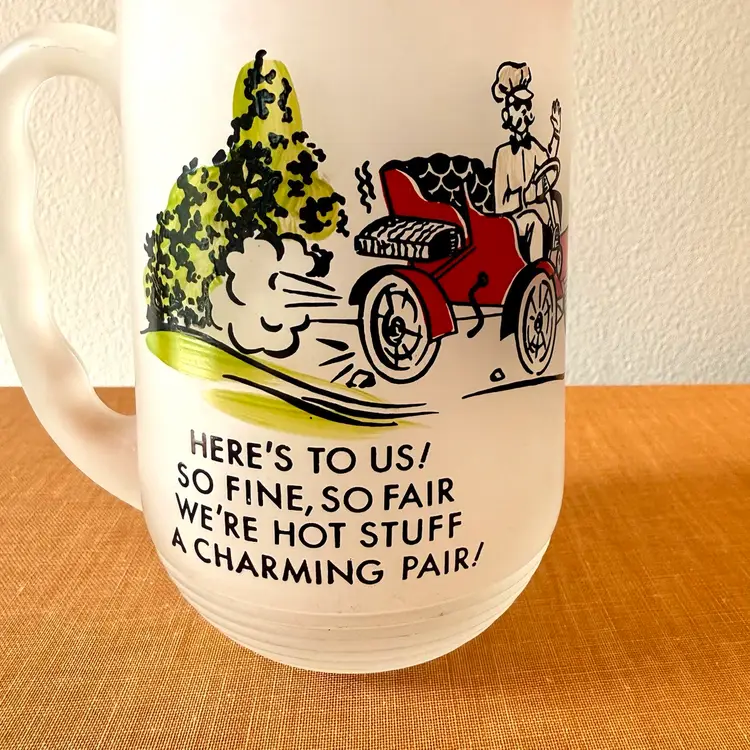 HERE'S TO US!
SO FINE, SO FAIR
WE'RE HOT STUFF
A CHARMING PAIR!